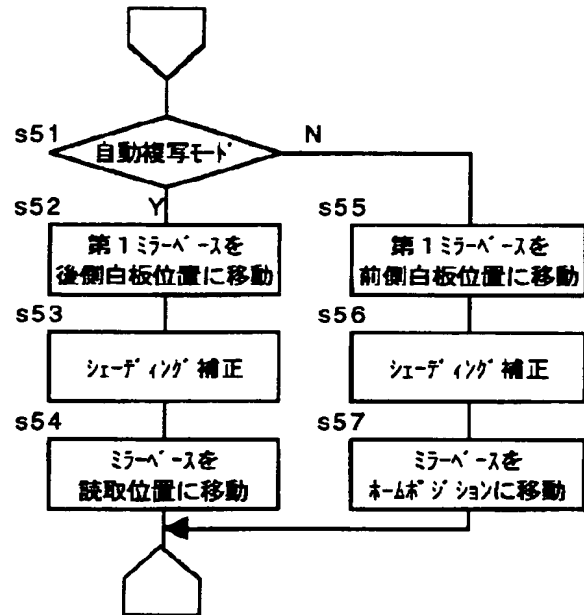 s51
自動複写モード
N
Y
s52
第1ミラーベースを
後側白板位置に移動
s53
シェーディング補正
s54
ミラーベースを
読取位置に移動
s55
第1ミラーベースを
前側白板位置に移動
s56
シェーディング補正
s57
ミラーベースを
ホームポジションに移動